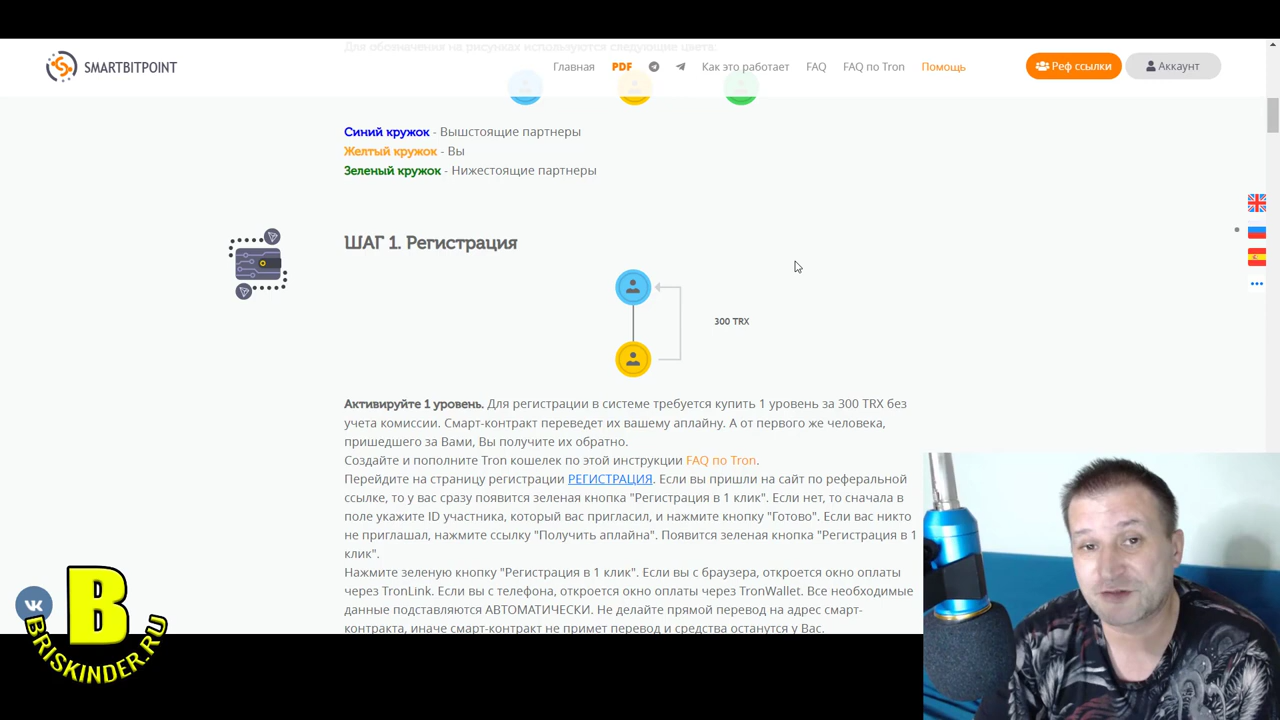 Для обозначения на рисунках используются следующие цвета:
SMARTBITPOINT
Главная PDF Как это работает FAQ FAQ по Tron Помощь Реф ссылки Аккаунт
Синий кружок - Вышстоящие партнеры
Желтый кружок - Вы
Зеленый кружок - Нижестоящие партнеры
ШАГ 1. Регистрация
300 TRX
Активируйте 1 уровень. Для регистрации в системе требуется купить 1 уровень за 300 TRX без
учета комиссии. Смарт-контракт переведет их вашему аплайну. А от первого же человека,
пришедшего за Вами, Вы получите их обратно.
Создайте и пополните Tron кошелек по этой инструкции FAQ по Tron.
Перейдите на страницу регистрации РЕГИСТРАЦИЯ. Если вы пришли на сайт по реферальной
ссылке, то у вас сразу появится зеленая кнопка "Регистрация в 1 клик". Если нет, то сначала в
поле укажите ID участника, который вас пригласил, и нажмите кнопку "Готово". Если вас никто
не приглашал, нажмите ссылку "Получить аплайна". Появится зеленая кнопка "Регистрация в 1
клик".
Нажмите зеленую кнопку "Регистрация в 1 клик". Если вы с браузера, откроется окно оплаты
через TronLink. Если вы с телефона, откроется окно оплаты через TronWallet. Все необходимые
данные подставляются АВТОМАТИЧЕСКИ. Не делайте прямой перевод на адрес смарт-
контракта, иначе смарт-контракт не примет перевод и средства останутся у Вас.
B
BRISKINDER.RU